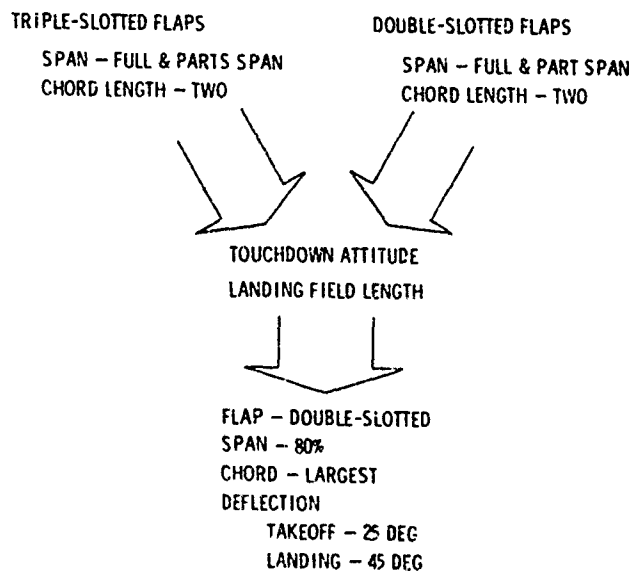 TRIPLE-SLOTTED FLAPS
SPAN – FULL & PARTS SPAN
CHORD LENGTH – TWO
DOUBLE-SLOTTED FLAPS
SPAN – FULL & PART SPAN
CHORD LENGTH – TWO
TOUCHDOWN ATTITUDE
LANDING FIELD LENGTH
FLAP – DOUBLE-SLOTTED
SPAN – 80%
CHORD – LARGEST
DEFLECTION
TAKEOFF – 25 DEG
LANDING – 45 DEG